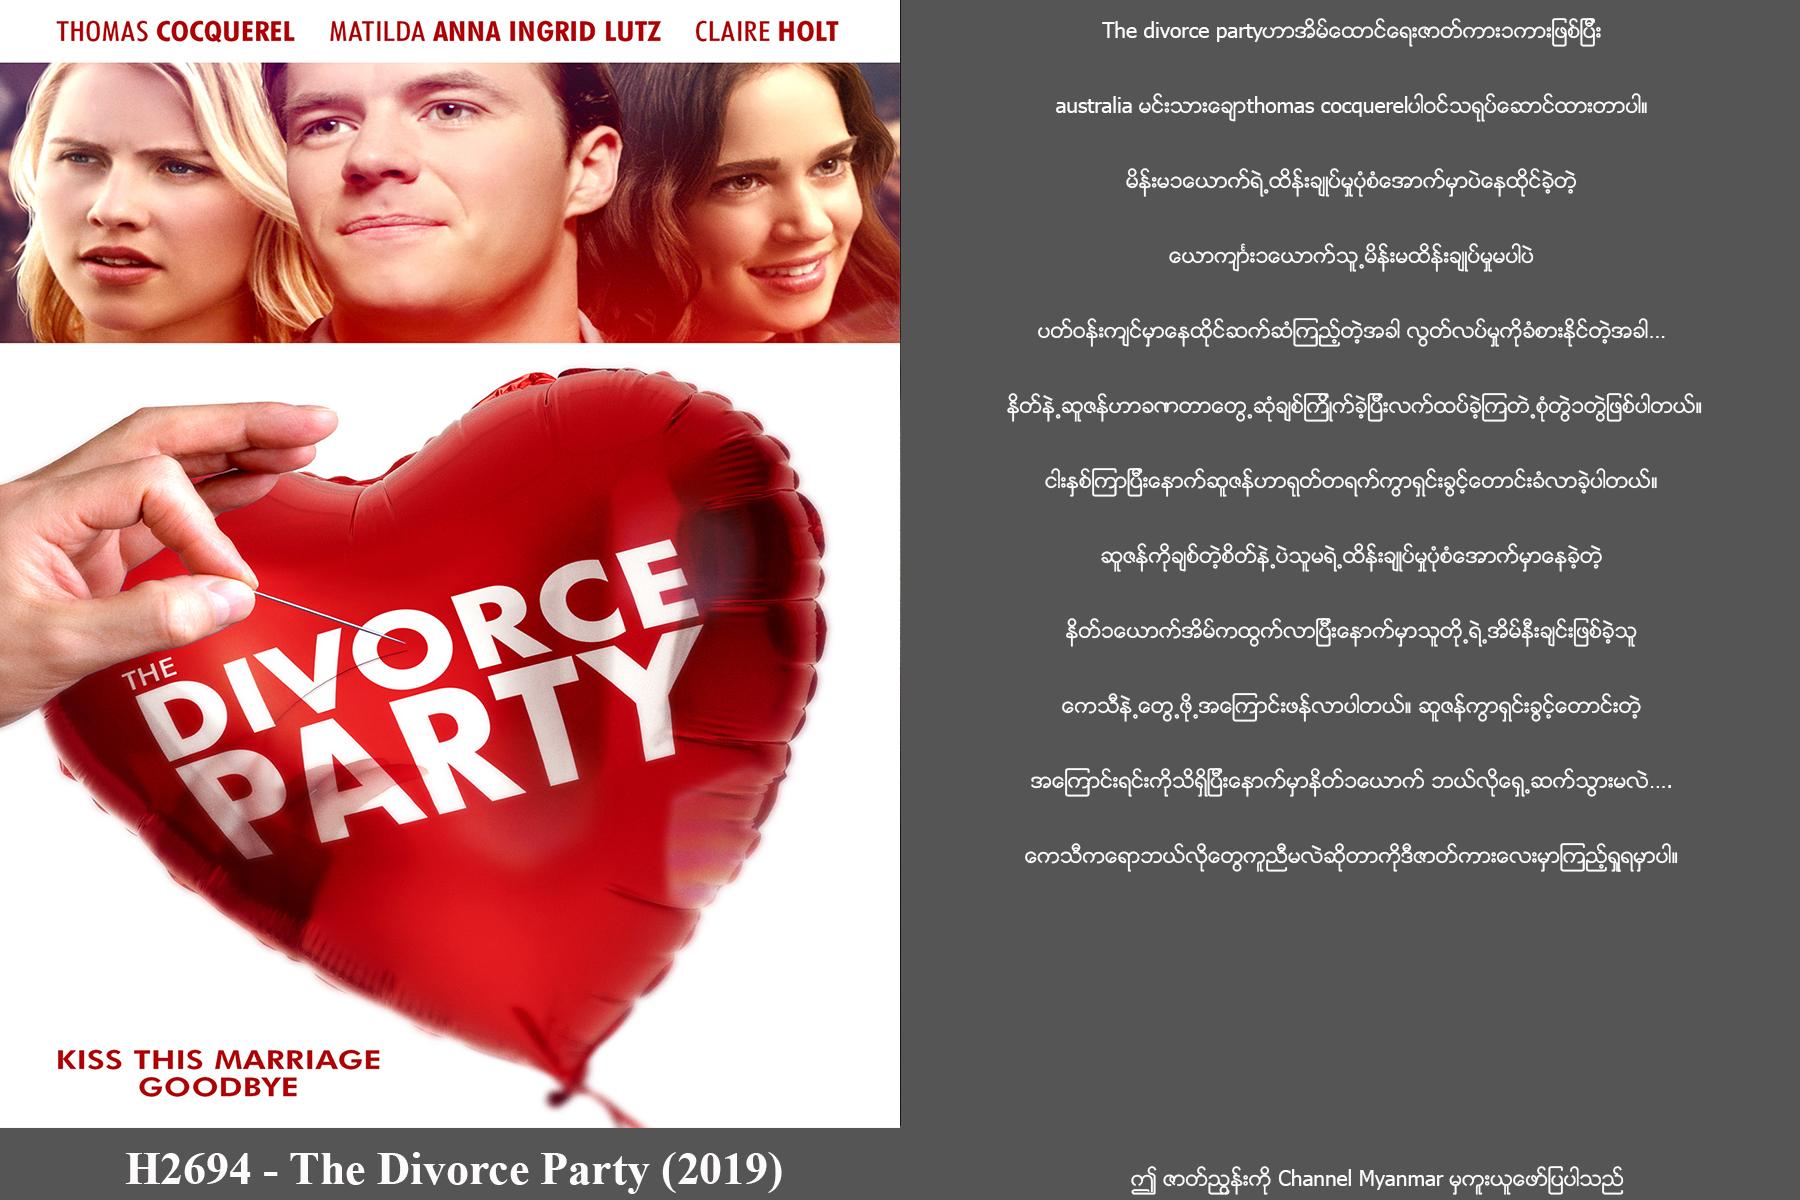 THOMAS COCQUEREL MATILDA ANNA INGRID LUTZ CLAIRE HOLT
THE
DIVORCE
PARTY
KISS THIS MARRIAGE
GOODBYE
H2694 - The Divorce Party (2019)
The divorce partyဟာအိမ်ထောင်ရေးဇာတ်ကား၁ကားဖြစ်ပြီး
australia မင်းသားချောthomas cocquerelပါဝင်သရုပ်ဆောင်ထားတာပါ။
မိန်းမ၁ယောက်ရဲ့ထိန်းချုပ်မှုပုံစံအောက်မှာပဲနေထိုင်ခဲ့တဲ့
ယောကျာ်း၁ယောက်သူ့မိန်းမထိန်းချုပ်မှုမပါပဲ
ပတ်ဝန်းကျင်မှာနေထိုင်ဆက်ဆံကြည့်တဲ့အခါ လွတ်လပ်မှုကိုခံစားနိုင်တဲ့အခါ...
နိတ်နဲ့ဆူဇန်ဟာခဏတာတွေ့ဆုံချစ်ကြိုက်ခဲ့ပြီးလက်ထပ်ခဲ့ကြတဲ့စုံတွဲ၁တွဲဖြစ်ပါတယ်။
ငါးနှစ်ကြာပြီးနောက်ဆူဇန်ဟာရုတ်တရက်ကွာရှင်းခွင့်တောင်းခံလာခဲ့ပါတယ်။
ဆူဇန်ကိုချစ်တဲ့စိတ်နဲ့ပဲသူမရဲ့ထိန်းချုပ်မှုပုံစံအောက်မှာနေခဲ့တဲ့
နိတ်၁ယောက်အိမ်ကထွက်လာပြီးနောက်မှာသူတို့ရဲ့အိမ်နီးချင်းဖြစ်ခဲ့သူ
ကေသီနဲ့တွေ့ဖို့အကြောင်းဖန်လာပါတယ်။ ဆူဇန်ကွာရှင်းခွင့်တောင်းတဲ့
အကြောင်းရင်းကိုသိရှိပြီးနောက်မှာနိတ်၁ယောက် ဘယ်လိုရှေ့ဆက်သွားမလဲ....
ကေသီကရောဘယ်လိုတွေကူညီမလဲဆိုတာကိုဒီဇာတ်ကားလေးမှာကြည့်ရှုရမှာပါ။
ဤ ဇာတ်ညွှန်းကို Channel Myanmar မှကူးယူဖော်ပြပါသည်